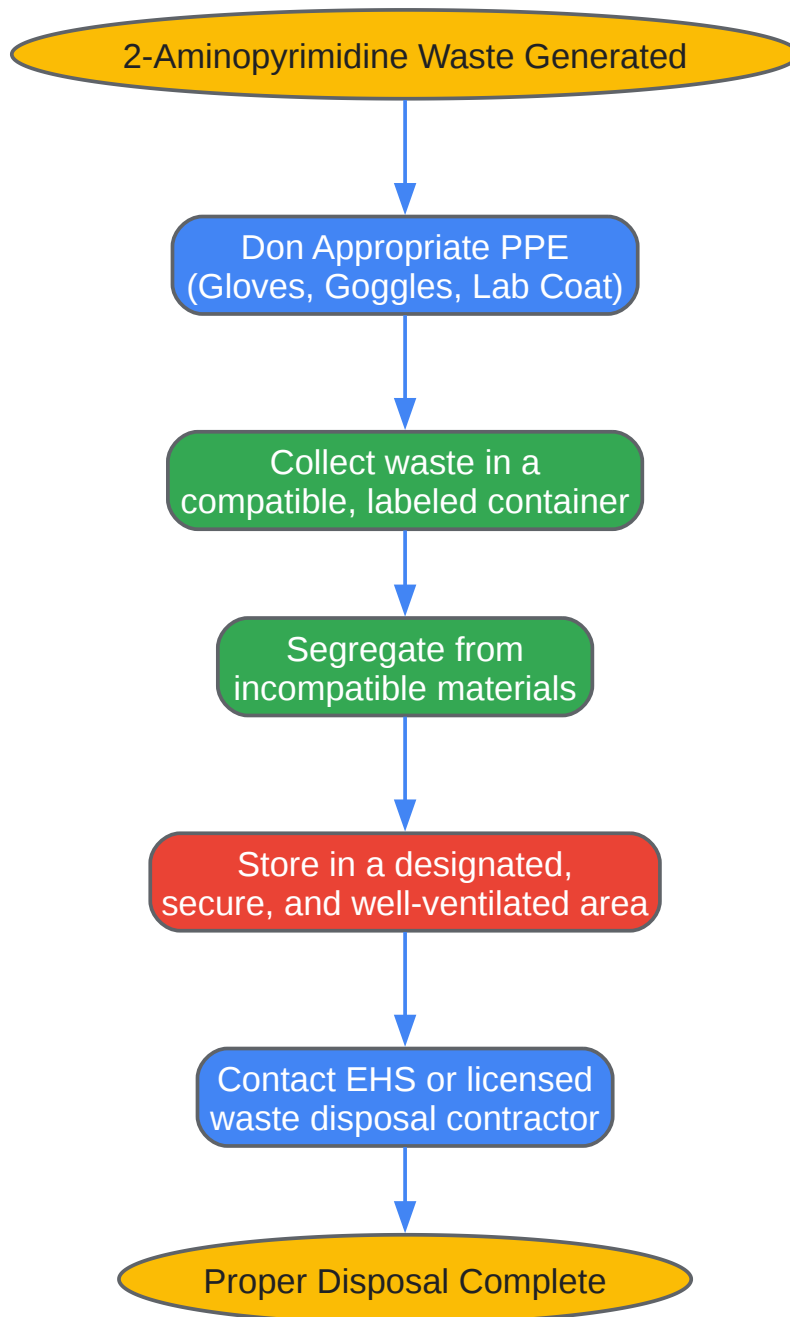 2-Aminopyrimidine Waste Generated
Don Appropriate PPE
(Gloves, Goggles, Lab Coat)
Collect waste in a
compatible, labeled container
Segregate from
incompatible materials
Store in a designated,
secure, and well-ventilated area
Contact EHS or licensed
waste disposal contractor
Proper Disposal Complete